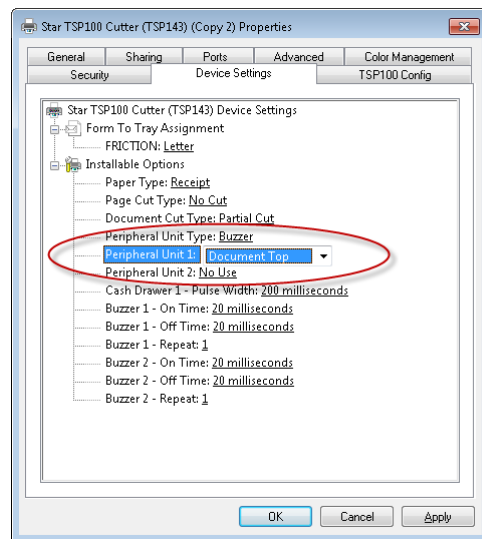 Star TSP100 Cutter (TSP143) (Copy 2) Properties
General Sharing Ports Advanced Color Management
Security Device Settings TSP100 Config
Star TSP100 Cutter (TSP143) Device Settings
Form To Tray Assignment
FRICTION: Letter
Installable Options
Paper Type: Receipt
Page Cut Type: No Cut
Document Cut Type: Partial Cut
Peripheral Unit Type: Buzzer
Peripheral Unit 1: Document Top
Peripheral Unit 2: No Use
Cash Drawer 1 - Pulse Width: 200 milliseconds
Buzzer 1 - On Time: 20 milliseconds
Buzzer 1 - Off Time: 20 milliseconds
Buzzer 1 - Repeat: 1
Buzzer 2 - On Time: 20 milliseconds
Buzzer 2 - Off Time: 20 milliseconds
Buzzer 2 - Repeat: 1
OK Cancel Apply